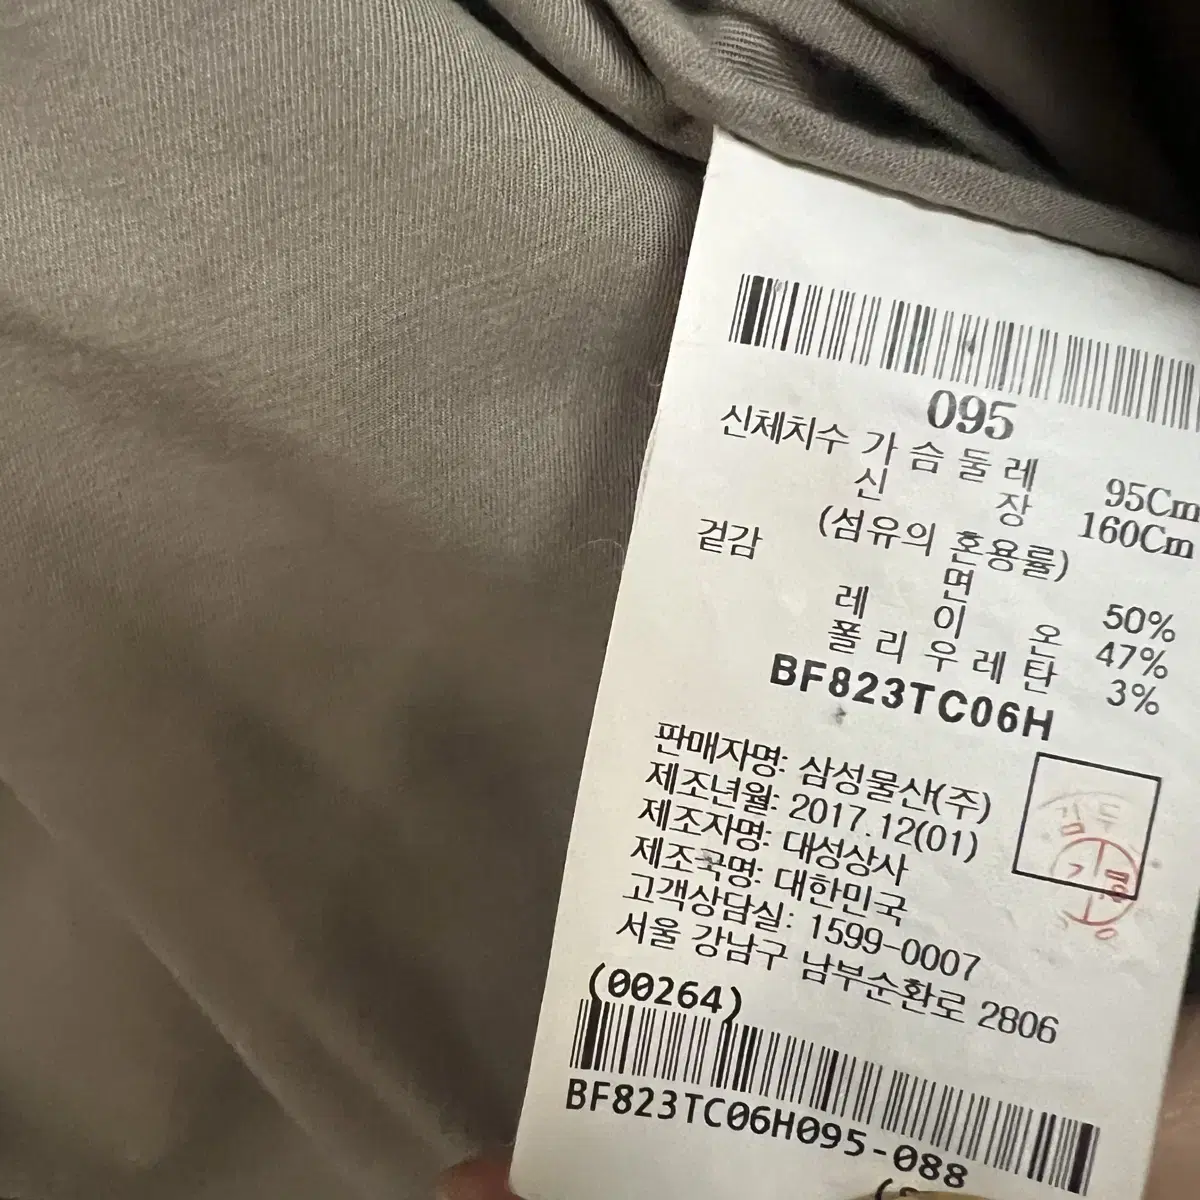 095
신체치수 가슴둘레 95Cm
신장 160Cm
(섬유의 혼용률)
겉감 면 50%
레이온 47%
폴리우레탄 3%
BF823TC06H
판매자명: 삼성물산(주)
제조년월: 2017.12(01)
제조자명: 대성상사
제조국명: 대한민국
고객상담실: 1599-0007
서울 강남구 남부순환로 2806
(00264)
BF823TC06H095-088